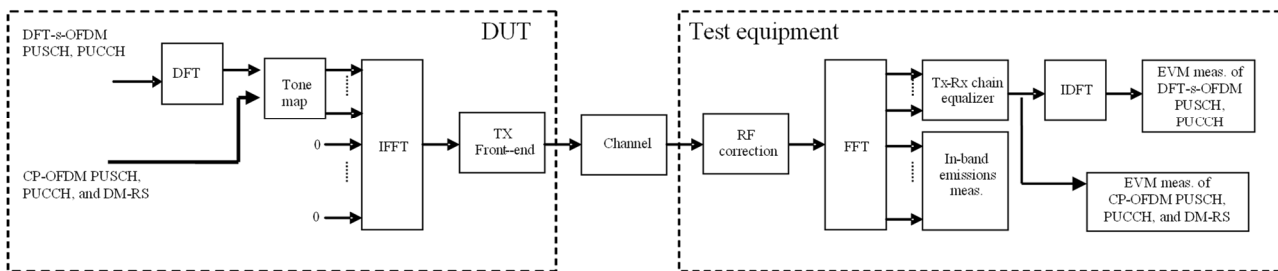 DUT
DFT-s-OFDM
PUSCH, PUCCH
DFT
Tone
map
CP-OFDM PUSCH,
PUCCH, and DM-RS
0
0
IFFT
TX
Front--end
Channel
Test equipment
RF
correction
FFT
Tx-Rx chain
equalizer
In-band
emissions
meas.
IDFT
EVM meas. of
DFT-s-OFDM
PUSCH,
PUCCH
EVM meas. of
CP-OFDM PUSCH,
PUCCH, and DM-RS